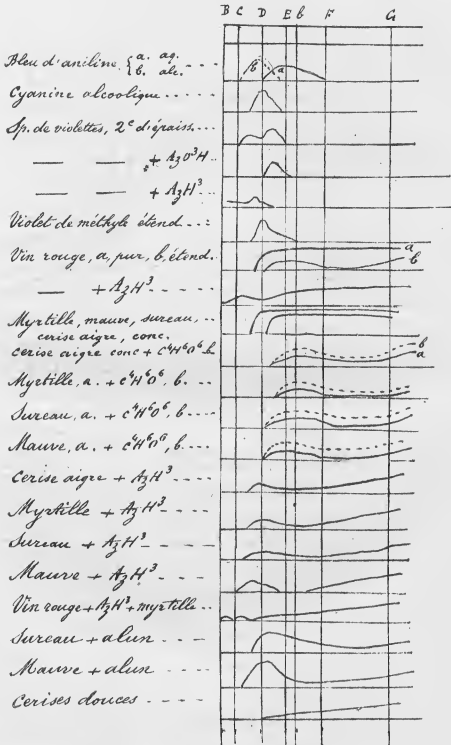 B C D E b F G
Bleu d'aniline {a. aq. ----
b. alc.
b a
Cyanine alcoolique ----
Sp. de violettes, 2e d'épaiss...
— — + AzO³H.
— — + AzH³
Violet de méthyle étend...:
Vin rouge, a, pur, b, étend.
a
b
— + AzH³ - - - - -
Myrtille, mauve, sureau, ..
cerise aigre, conc.
cerise aigre conc + C⁴H⁶O⁶ b
b
a
Myrtille, a. + C⁴H⁶O⁶, b. ..
Sureau, a. + C⁴H⁶O⁶, b ....
Mauve, a + C⁴H⁶O⁶, b. ...
Cerise aigre + AzH³ ----
Myrtille + AzH³ - - - -
Sureau + AzH³ - - - - -
Mauve + AzH³ - - - -
Vin rouge + AzH³ + myrtille ..
Sureau + alun - - - -
Mauve + alun - - - -
Cerises douces - - - -